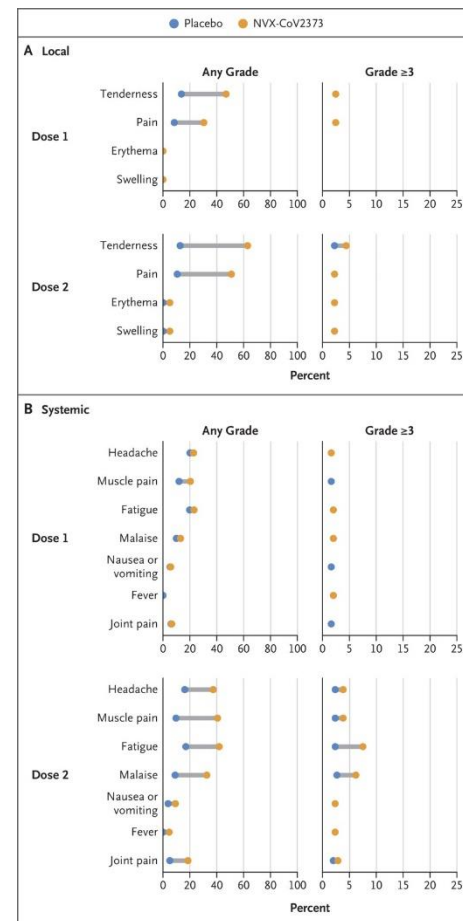 Placebo NVX-CoV2373
A Local
Any Grade Grade ≥3
Dose 1
Tenderness
Pain
Erythema
Swelling
0 20 40 60 80 100 0 5 10 15 20 25
Dose 2
Tenderness
Pain
Erythema
Swelling
0 20 40 60 80 100 0 5 10 15 20 25
Percent
B Systemic
Any Grade Grade ≥3
Dose 1
Headache
Muscle pain
Fatigue
Malaise
Nausea or
vomiting
Fever
Joint pain
0 20 40 60 80 100 0 5 10 15 20 25
Dose 2
Headache
Muscle pain
Fatigue
Malaise
Nausea or
vomiting
Fever
Joint pain
0 20 40 60 80 100 0 5 10 15 20 25
Percent